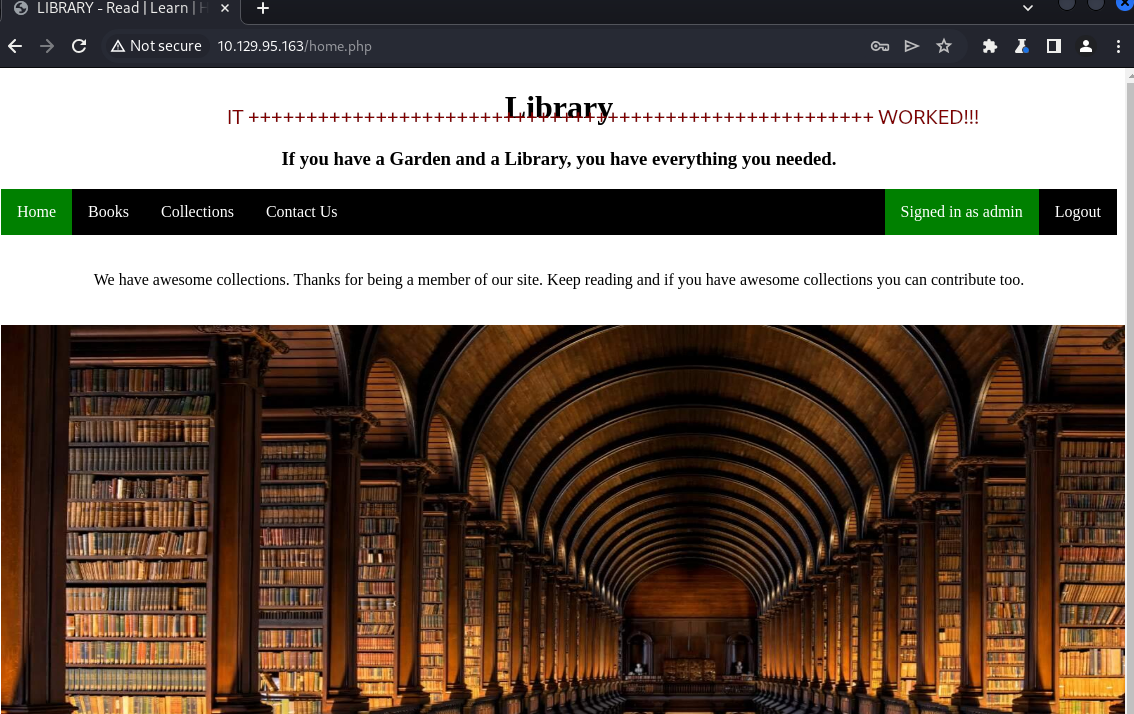 LIBRARY - Read | Learn | H
Not secure 10.129.95.163/home.php
Library
IT ++++++++++++++++++++++++++++++++++++++++++++++++++++++ WORKED!!!
If you have a Garden and a Library, you have everything you needed.
Home Books Collections Contact Us Signed in as admin Logout
We have awesome collections. Thanks for being a member of our site. Keep reading and if you have awesome collections you can contribute too.